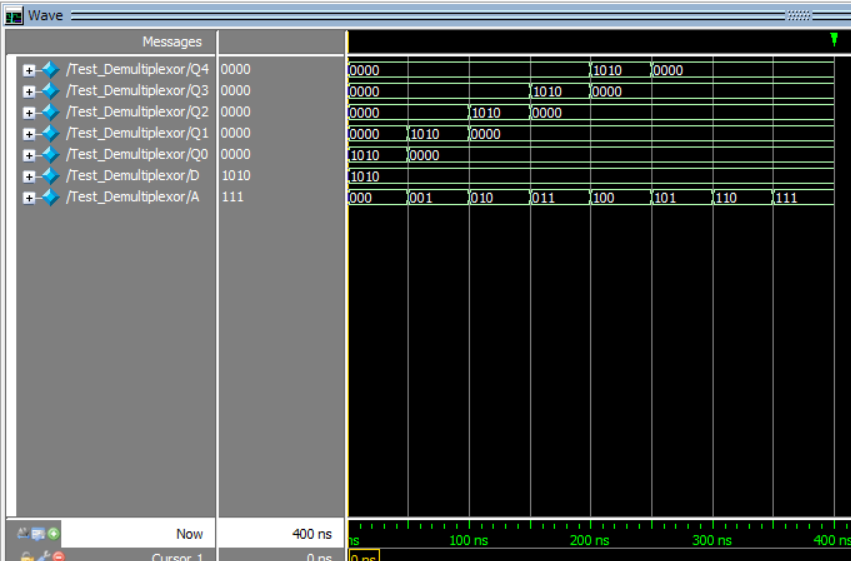 Wave
Messages
/Test_Demultiplexor/Q4 0000 0000 1010 0000
/Test_Demultiplexor/Q3 0000 0000 1010 0000
/Test_Demultiplexor/Q2 0000 0000 1010 0000
/Test_Demultiplexor/Q1 0000 0000 1010 0000
/Test_Demultiplexor/Q0 0000 1010 0000
/Test_Demultiplexor/D 1010 1010
/Test_Demultiplexor/A 111 000 001 010 011 100 101 110 111
Now 400 ns ns 100 ns 200 ns 300 ns 400 ns
Cursor 1 0 ns 0 ns